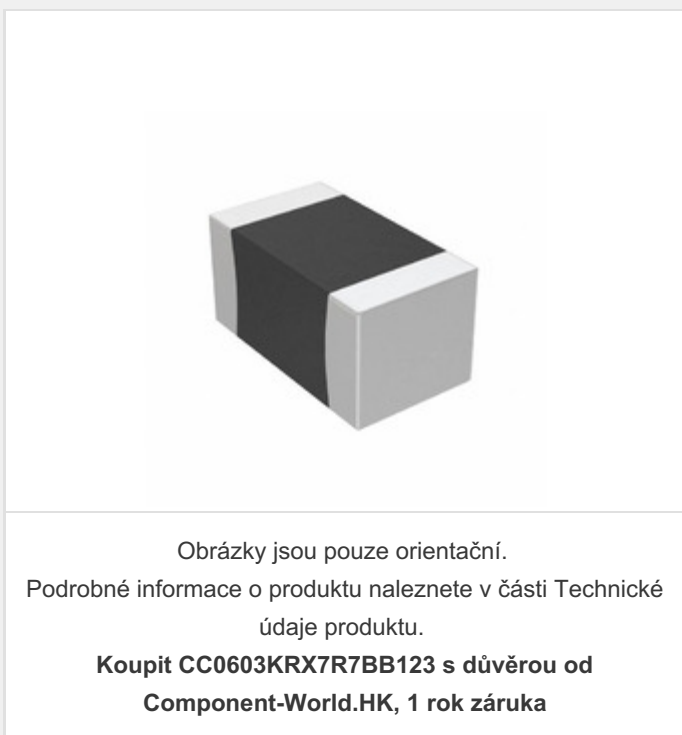 Obrázky jsou pouze orientační.
Podrobné informace o produktu naleznete v části Technické
údaje produktu.
Koupit CC0603KRX7R7BB123 s důvěrou od
Component-World.HK, 1 rok záruka